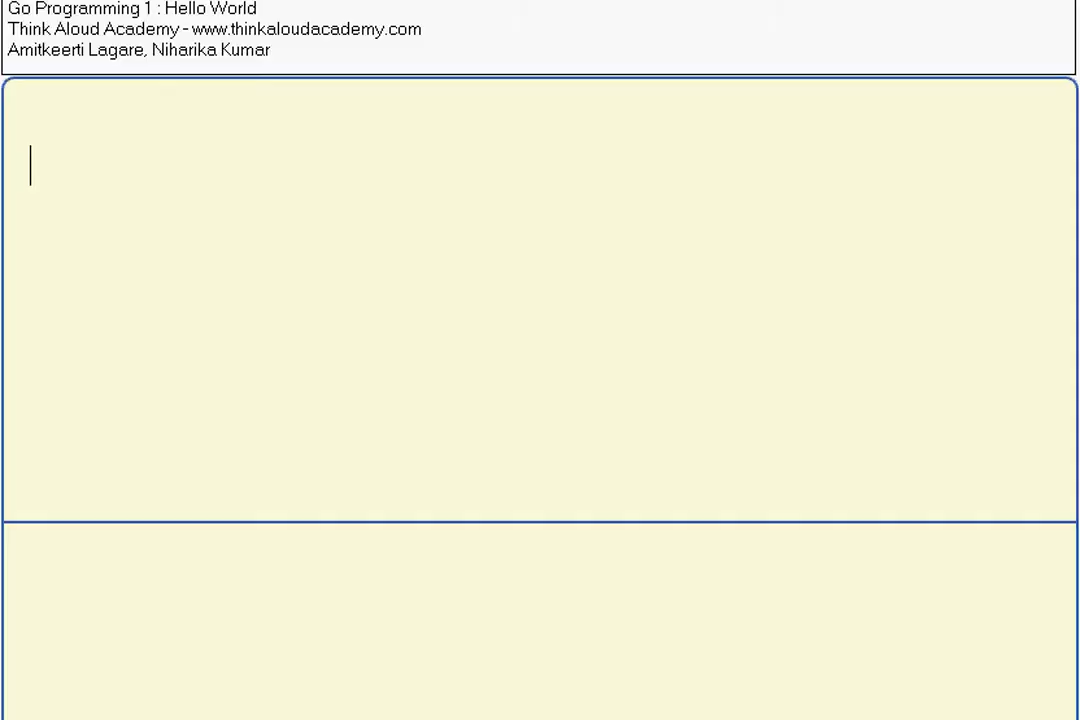 Go Programming 1 : Hello World
Think Aloud Academy - www.thinkaloudacademy.com
Amitkeerti Lagare, Niharika Kumar